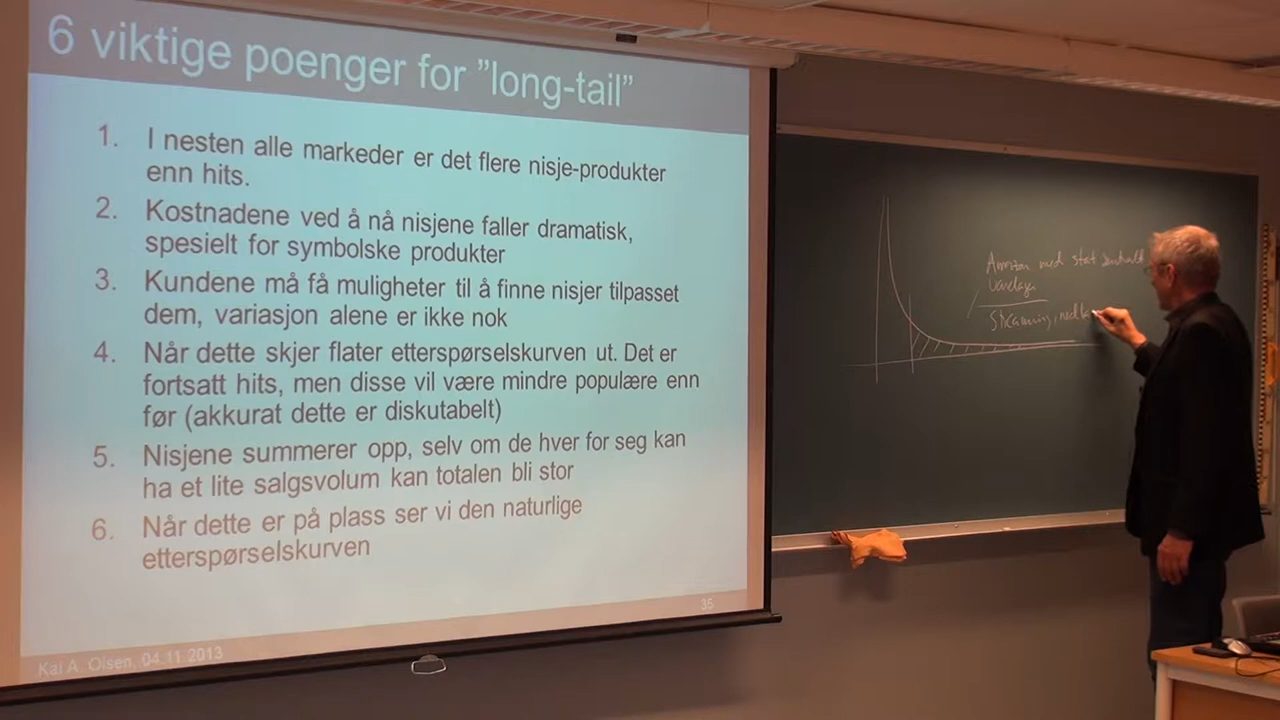 6 viktige poenger for "long-tail"
1. I nesten alle markeder er det flere nisje-produkter
enn hits.
2. Kostnadene ved å nå nisjene faller dramatisk,
spesielt for symbolske produkter
3. Kundene må få muligheter til å finne nisjer tilpasset
dem, variasjon alene er ikke nok
4. Når dette skjer flater etterspørselskurven ut. Det er
fortsatt hits, men disse vil være mindre populære enn
før (akkurat dette er diskutabelt)
5. Nisjene summerer opp, selv om de hver for seg kan
ha et lite salgsvolum kan totalen bli stor
6. Når dette er på plass ser vi den naturlige
etterspørselskurven
35
Kai A. Olsen, 04.11.2013
med stort
Streaming,